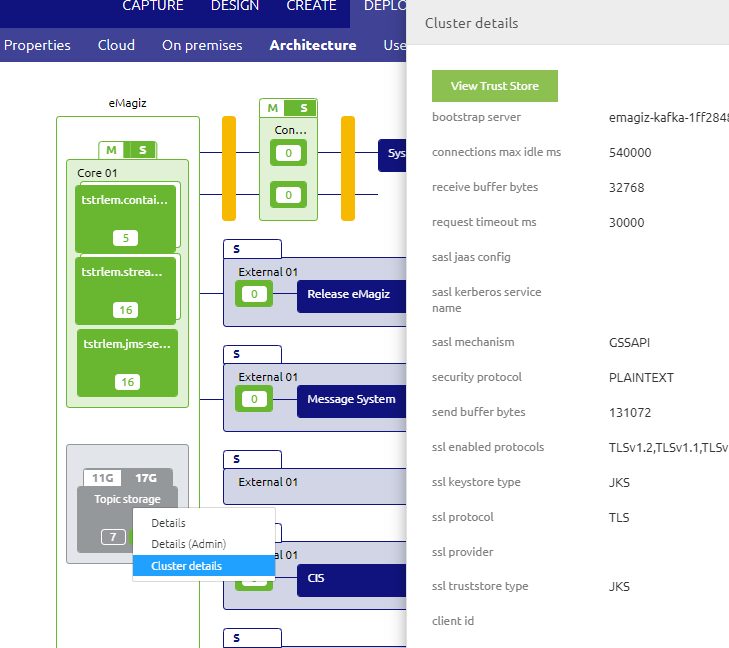 CAPTURE DESIGN CREATE DEPLO
Properties Cloud On premises Architecture Use
eMagiz
M S
Core 01
tstrlem.contai...
5
tstrlem.strea...
16
tstrlem.jms-se...
16
11G 17G
Topic storage
7
Details
Details (Admin)
Cluster details
M S
Con...
0
0
Sys
S
External 01
0
Release eMagiz
S
External 01
0
Message System
S
External 01
al 01
CIS
S
Cluster details
View Trust Store
bootstrap server emagiz-kafka-1ff2848
connections max idle ms 540000
receive buffer bytes 32768
request timeout ms 30000
sasl jaas config
sasl kerberos service
name
sasl mechanism GSSAPI
security protocol PLAINTEXT
send buffer bytes 131072
ssl enabled protocols TLSv1.2,TLSv1.1,TLSv
ssl keystore type JKS
ssl protocol TLS
ssl provider
ssl truststore type JKS
client id